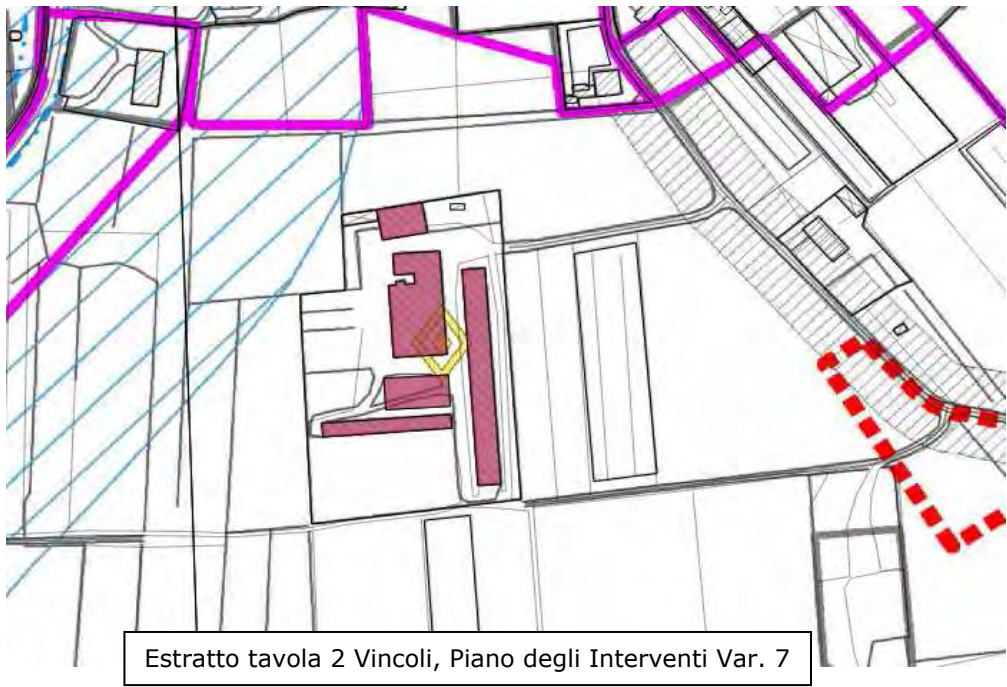 Estratto tavola 2 Vincoli, Piano degli Interventi Var. 7